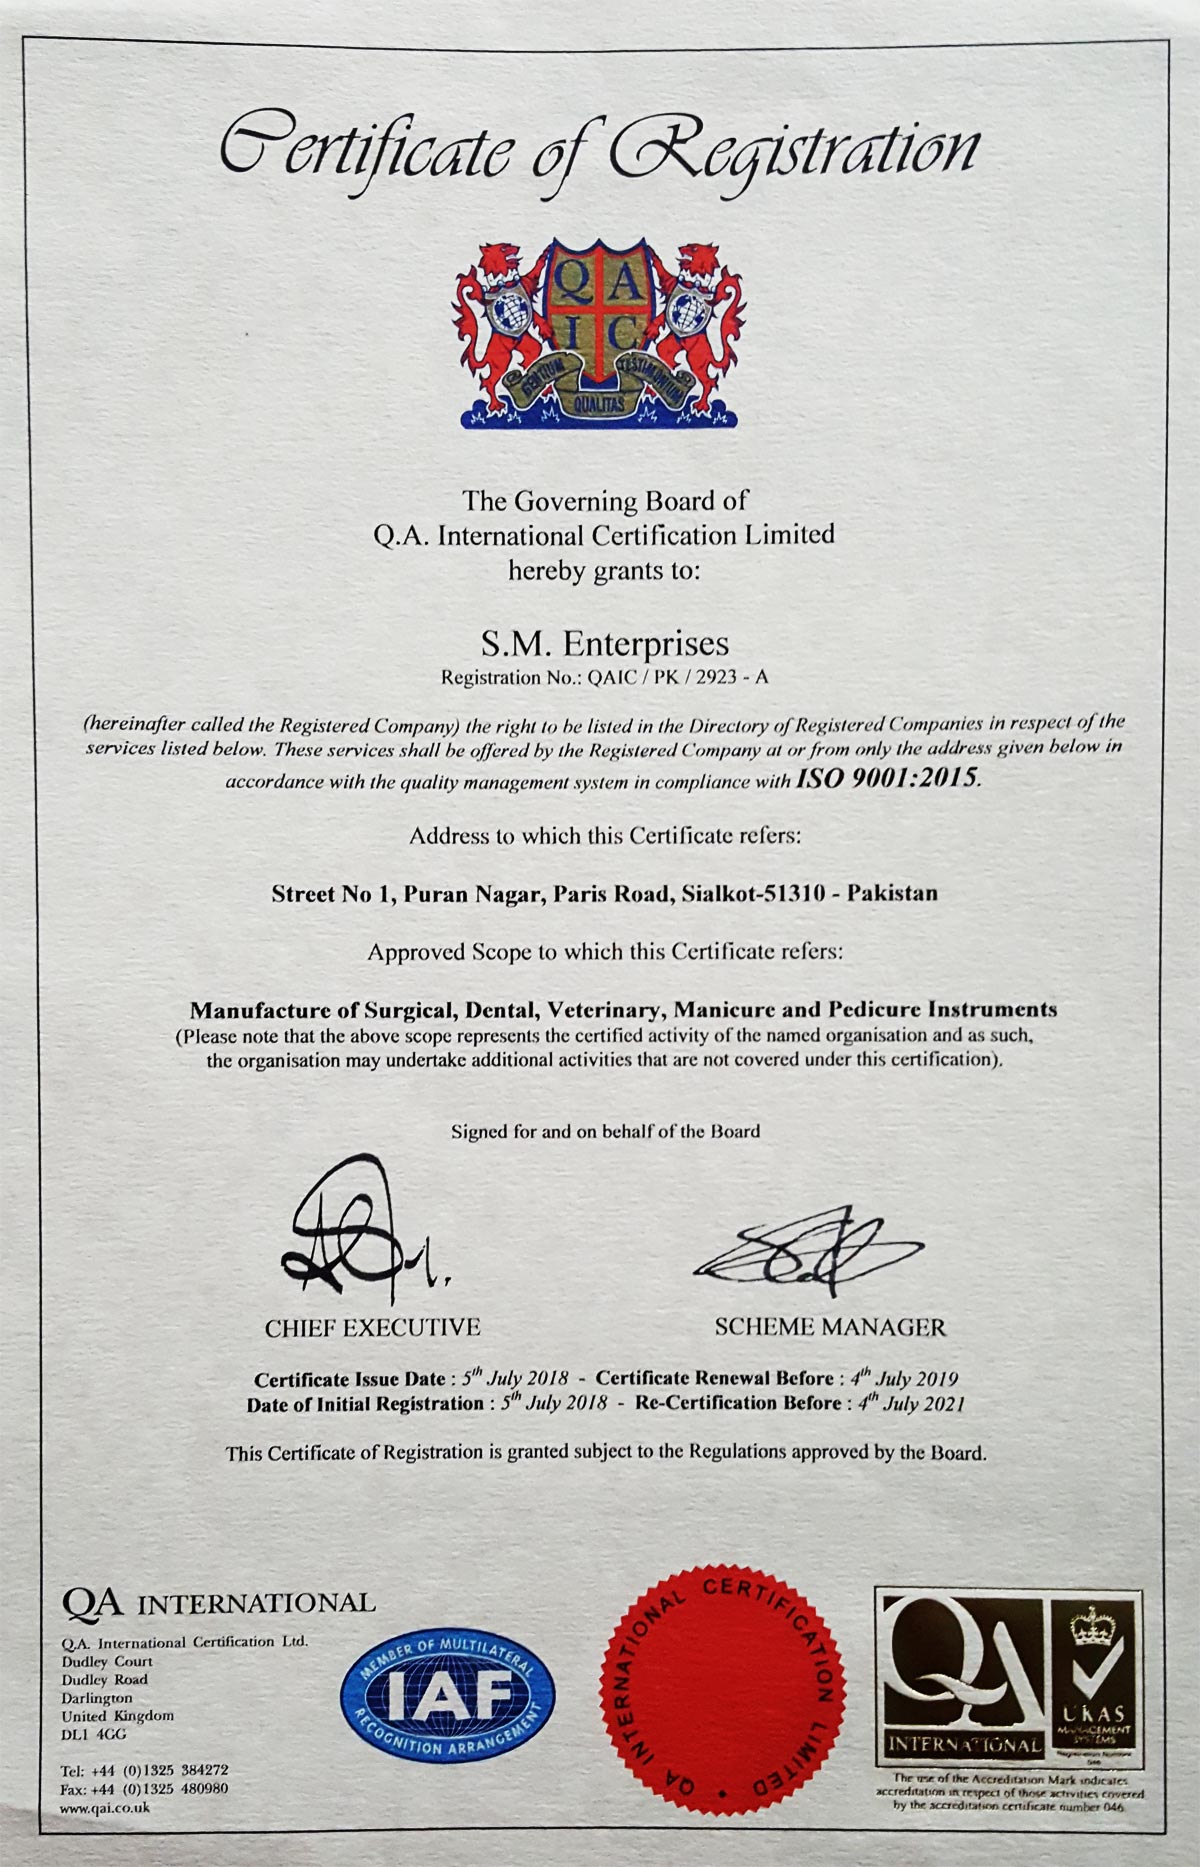 Certificate of Registration
Q A
I C
GENTIUM QUALITAS TESTIMONIUM
The Governing Board of
Q.A. International Certification Limited
hereby grants to:
S.M. Enterprises
Registration No.: QAIC / PK / 2923 - A
(hereinafter called the Registered Company) the right to be listed in the Directory of Registered Companies in respect of the
services listed below. These services shall be offered by the Registered Company at or from only the address given below in
accordance with the quality management system in compliance with ISO 9001:2015.
Address to which this Certificate refers:
Street No 1, Puran Nagar, Paris Road, Sialkot-51310 - Pakistan
Approved Scope to which this Certificate refers:
Manufacture of Surgical, Dental, Veterinary, Manicure and Pedicure Instruments
(Please note that the above scope represents the certified activity of the named organisation and as such,
the organisation may undertake additional activities that are not covered under this certification).
Signed for and on behalf of the Board
CHIEF EXECUTIVE
SCHEME MANAGER
Certificate Issue Date : 5th July 2018 - Certificate Renewal Before : 4th July 2019
Date of Initial Registration : 5th July 2018 - Re-Certification Before : 4th July 2021
This Certificate of Registration is granted subject to the Regulations approved by the Board.
QA INTERNATIONAL
Q.A. International Certification Ltd.
Dudley Court
Dudley Road
Darlington
United Kingdom
DL1 4GG
Tel: +44 (0)1325 384272
Fax: +44 (0)1325 480980
www.qai.co.uk
MEMBER OF MULTILATERAL
IAF
RECOGNITION ARRANGEMENT
QA INTERNATIONAL CERTIFICATION LIMITED
QA
INTERNATIONAL
UKAS
MANAGEMENT
SYSTEMS
The use of the Accreditation Mark indicates
accreditation in respect of those activities covered
by the accreditation certificate number 046